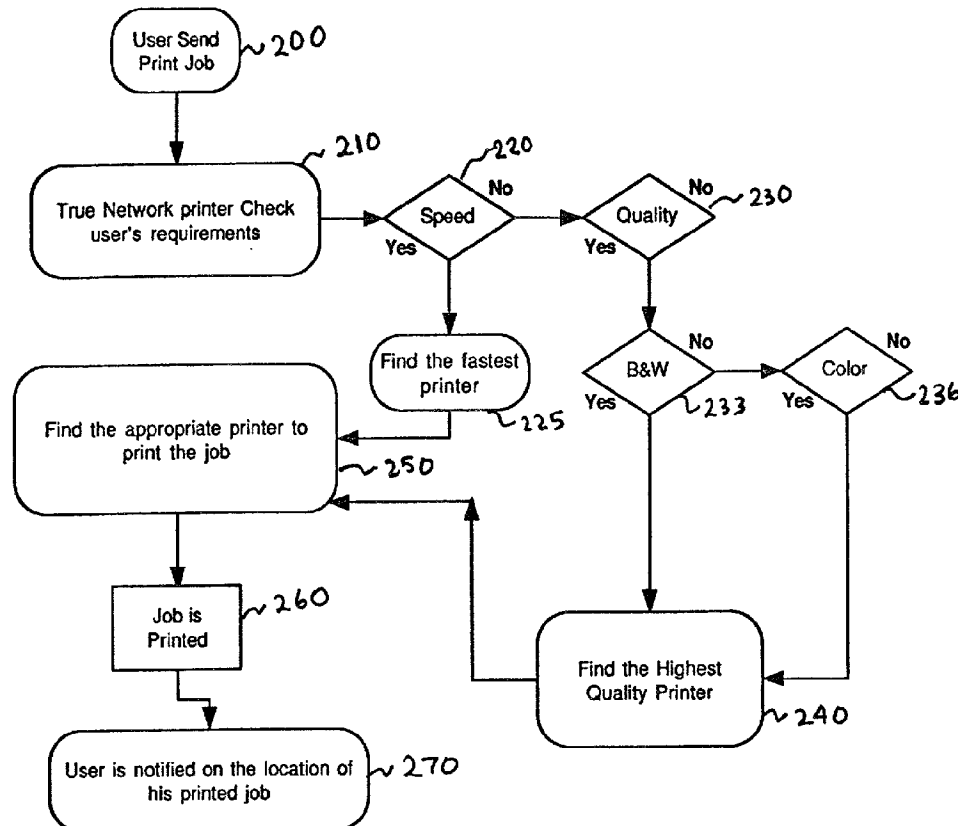 User Send
Print Job
200
True Network printer Check
user's requirements
210
Speed
220
No
Yes
Quality
No
230
Yes
Find the fastest
printer
225
B&W
No
Yes
233
Color
No
Yes
236
Find the appropriate printer to
print the job
250
Job is
Printed
260
Find the Highest
Quality Printer
240
User is notified on the location of
his printed job
270